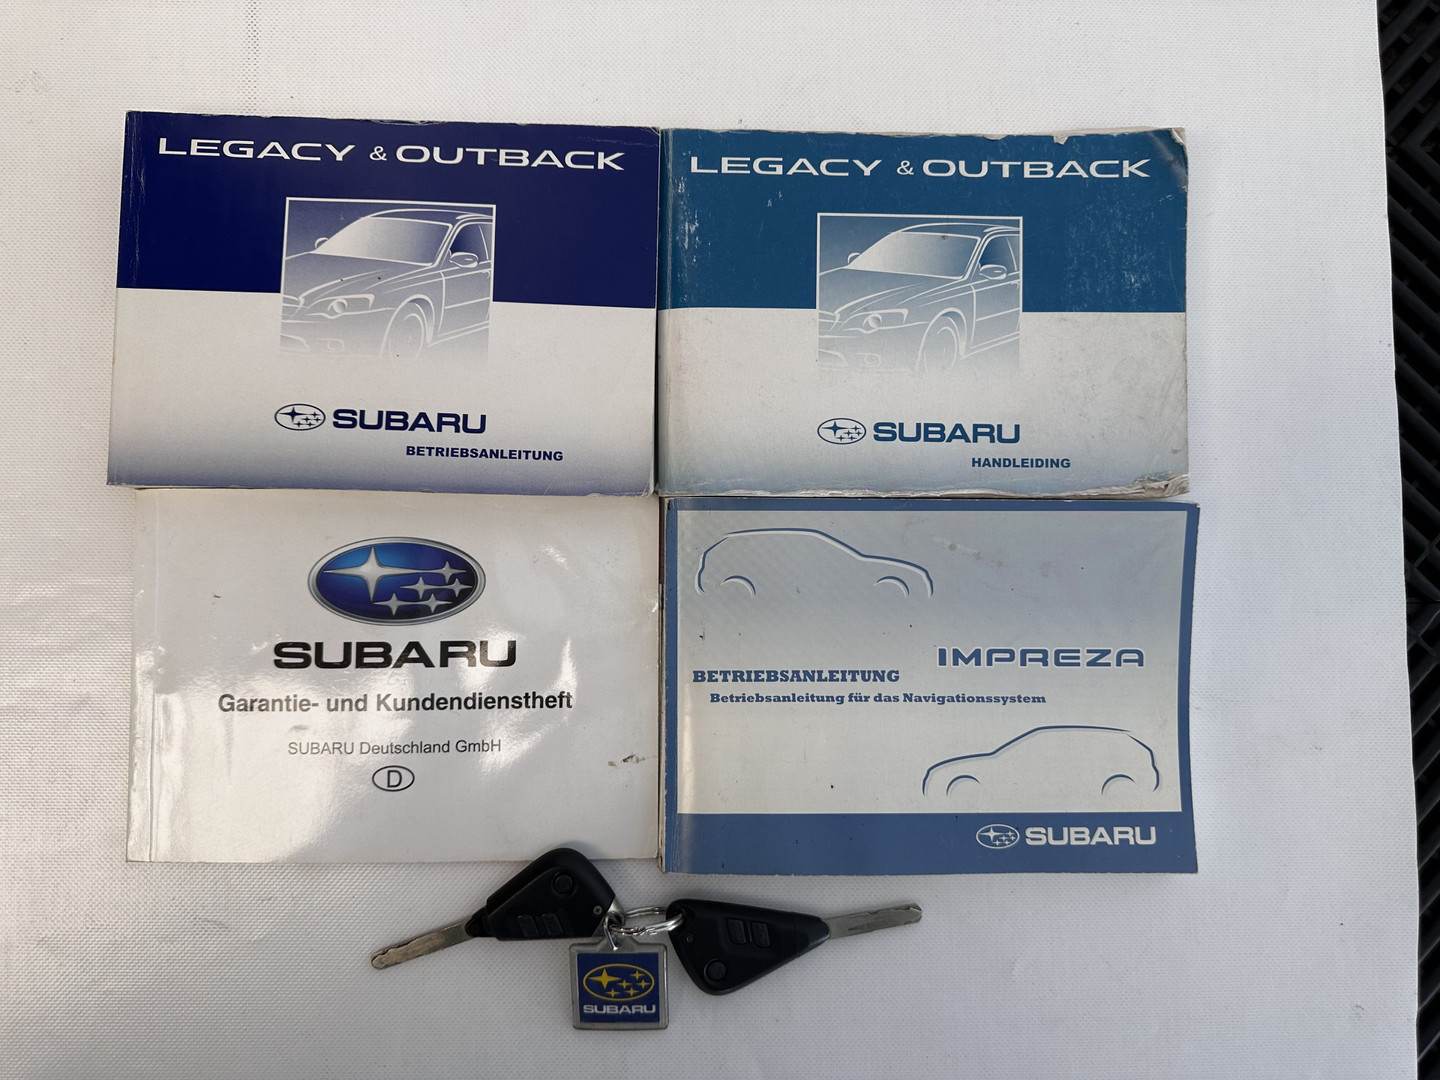 LEGACY & OUTBACK
SUBARU
BETRIEBSANLEITUNG
LEGACY & OUTBACK
SUBARU
HANDLEIDING
SUBARU
Garantie- und Kundendienstheft
SUBARU Deutschland GmbH
D
IMPREZA
BETRIEBSANLEITUNG
Betriebsanleitung für das Navigationssystem
SUBARU
SUBARU